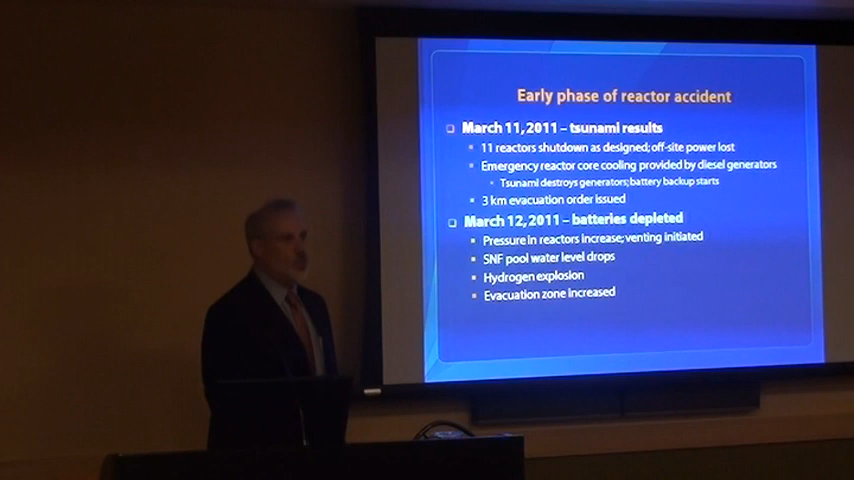 Early phase of reactor accident
March 11, 2011 – tsunami results
11 reactors shutdown as designed; off-site power lost
Emergency reactor core cooling provided by diesel generators
Tsunami destroys generators; battery backup starts
3 km evacuation order issued
March 12, 2011 – batteries depleted
Pressure in reactors increase; venting initiated
SNF pool water level drops
Hydrogen explosion
Evacuation zone increased